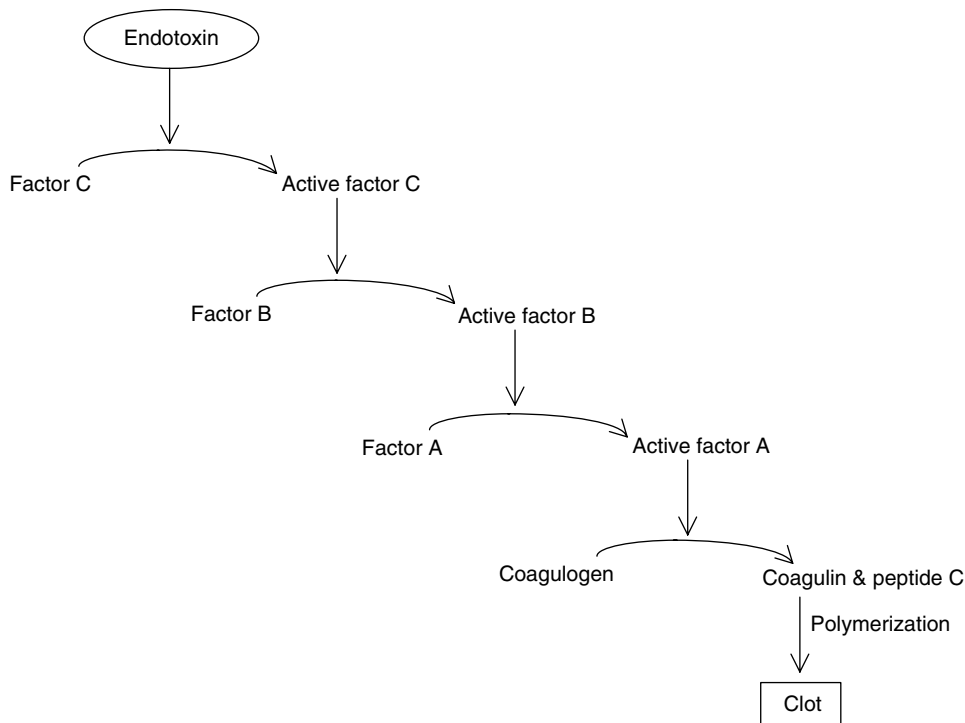 Endotoxin
Factor C
Active factor C
Factor B
Active factor B
Factor A
Active factor A
Coagulogen
Coagulin & peptide C
Polymerization
Clot